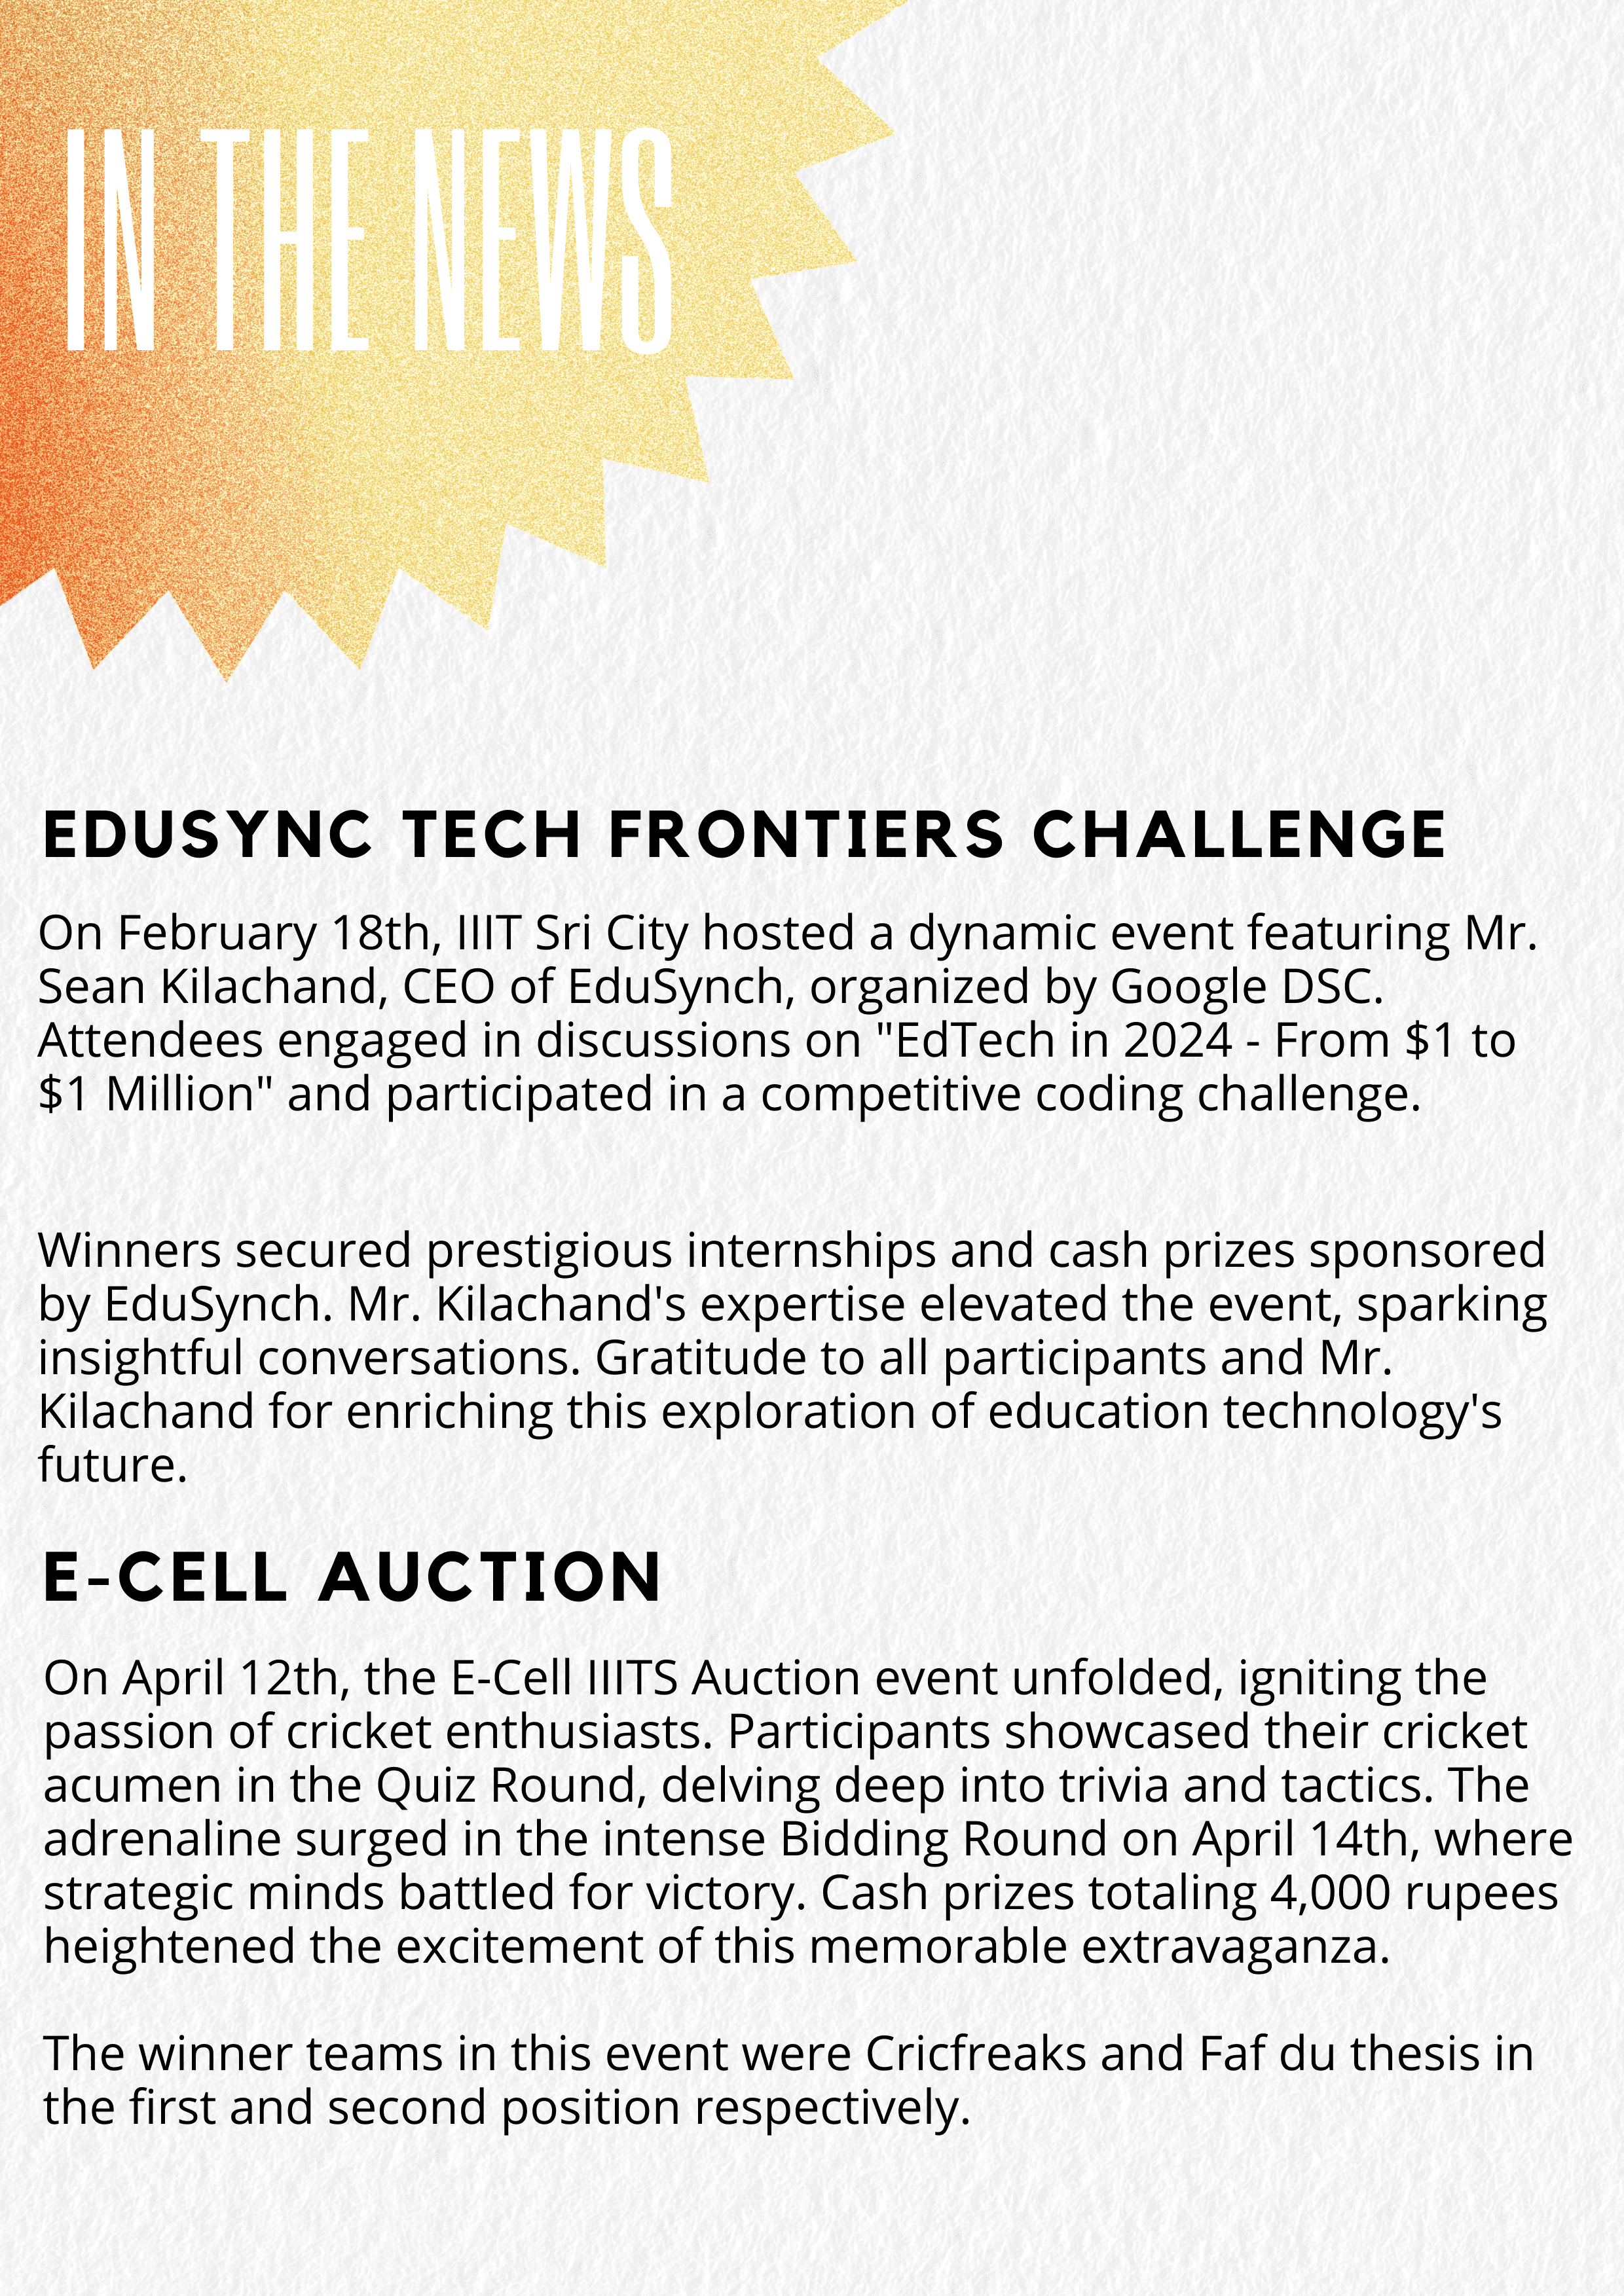 IN THE NEWS
EDUSYNC TECH FRONTIERS CHALLENGE
On February 18th, IIIT Sri City hosted a dynamic event featuring Mr.
Sean Kilachand, CEO of EduSynch, organized by Google DSC.
Attendees engaged in discussions on "EdTech in 2024 - From $1 to
$1 Million" and participated in a competitive coding challenge.
Winners secured prestigious internships and cash prizes sponsored
by EduSynch. Mr. Kilachand's expertise elevated the event, sparking
insightful conversations. Gratitude to all participants and Mr.
Kilachand for enriching this exploration of education technology's
future.
E-CELL AUCTION
On April 12th, the E-Cell IIITS Auction event unfolded, igniting the
passion of cricket enthusiasts. Participants showcased their cricket
acumen in the Quiz Round, delving deep into trivia and tactics. The
adrenaline surged in the intense Bidding Round on April 14th, where
strategic minds battled for victory. Cash prizes totaling 4,000 rupees
heightened the excitement of this memorable extravaganza.
The winner teams in this event were Cricfreaks and Faf du thesis in
the first and second position respectively.